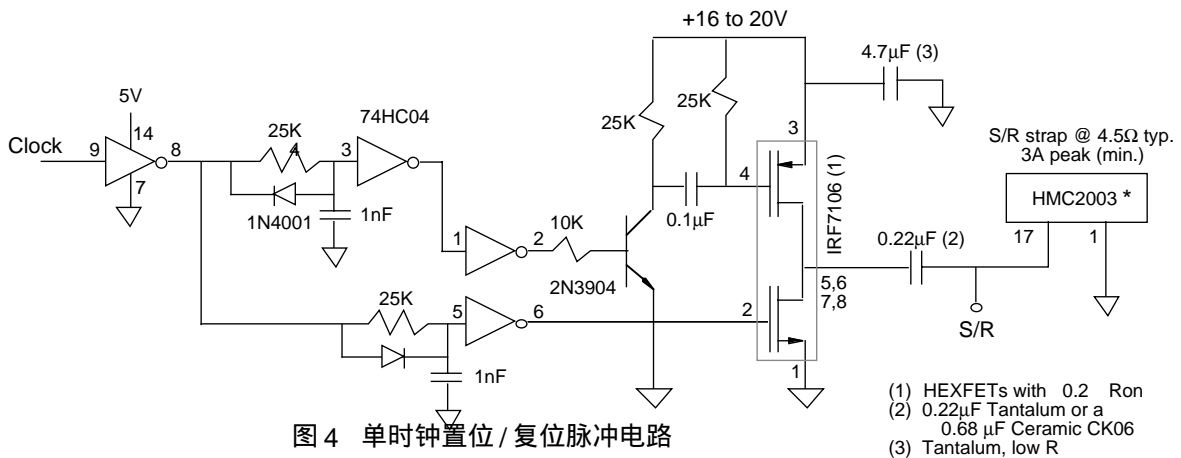 +16 to 20V
4.7µF (3)
5V
74HC04
25K
25K
25K
S/R strap @ 4.5Ω typ.
3A peak (min.)
Clock
9
14
8
4
3
3
7
1N4001
1nF
4
0.1µF
IRF7106 (1)
HMC2003 *
17
1
10K
1
2
0.22µF (2)
2N3904
5,6
7,8
25K
5
6
2
S/R
1nF
1
(1) HEXFETs with 0.2 Ron
(2) 0.22µF Tantalum or a
0.68 µF Ceramic CK06
(3) Tantalum, low R
图 4 单时钟置位 / 复位脉冲电路